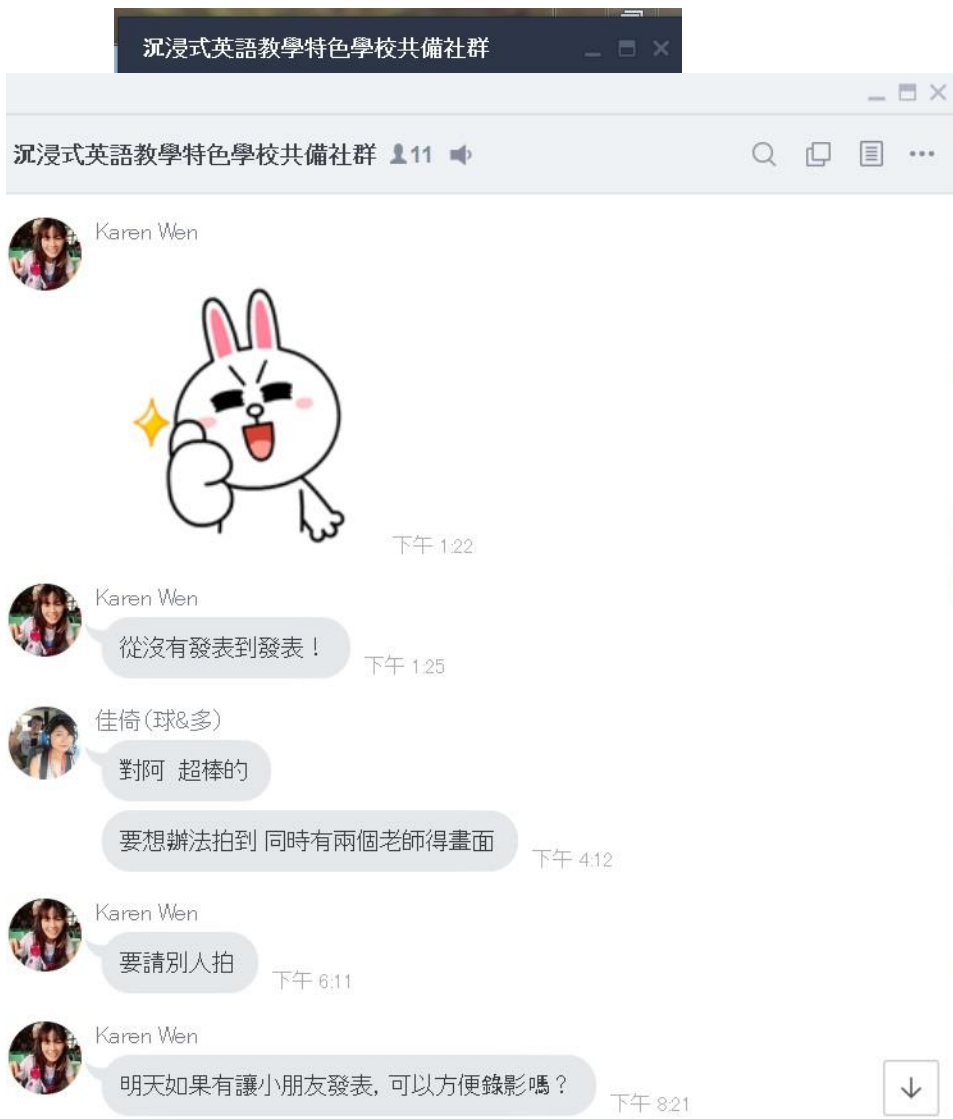 沉浸式英語教學特色學校共備社群
沉浸式英語教學特色學校共備社群 11
Karen Wen
下午 1:22
Karen Wen
從沒有發表到發表！
下午 1:25
佳倚(球&多)
對阿 超棒的
要想辦法拍到 同時有兩個老師得畫面
下午 4:12
Karen Wen
要請別人拍
下午 6:11
Karen Wen
明天如果有讓小朋友發表, 可以方便錄影嗎？
下午 8:21